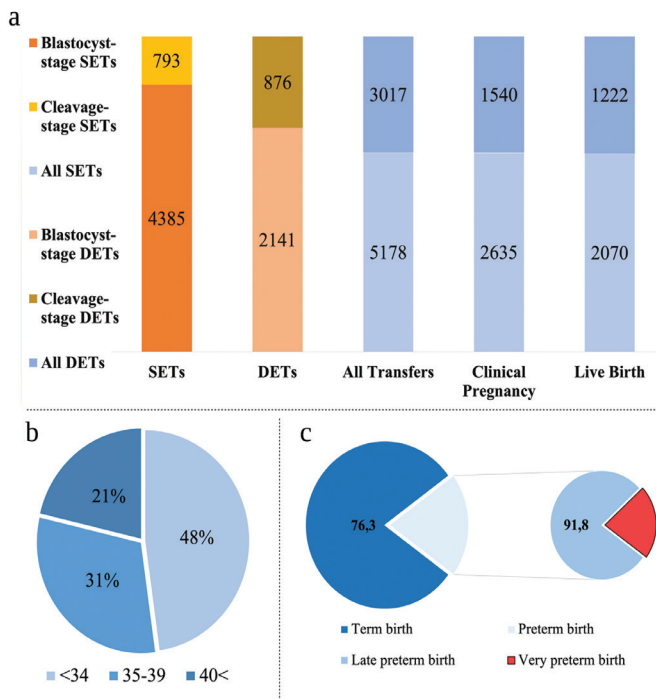 a
Blastocyst-
stage SETs
Cleavage-
stage SETs
All SETs
Blastocyst-
stage DETs
Cleavage-
stage DETs
All DETs
793
876
3017
1540
1222
4385
2141
5178
2635
2070
SETs
DETs
All Transfers
Clinical
Pregnancy
Live Birth
b
21%
48%
31%
<34
35-39
40<
c
76,3
91,8
Term birth
Preterm birth
Late preterm birth
Very preterm birth